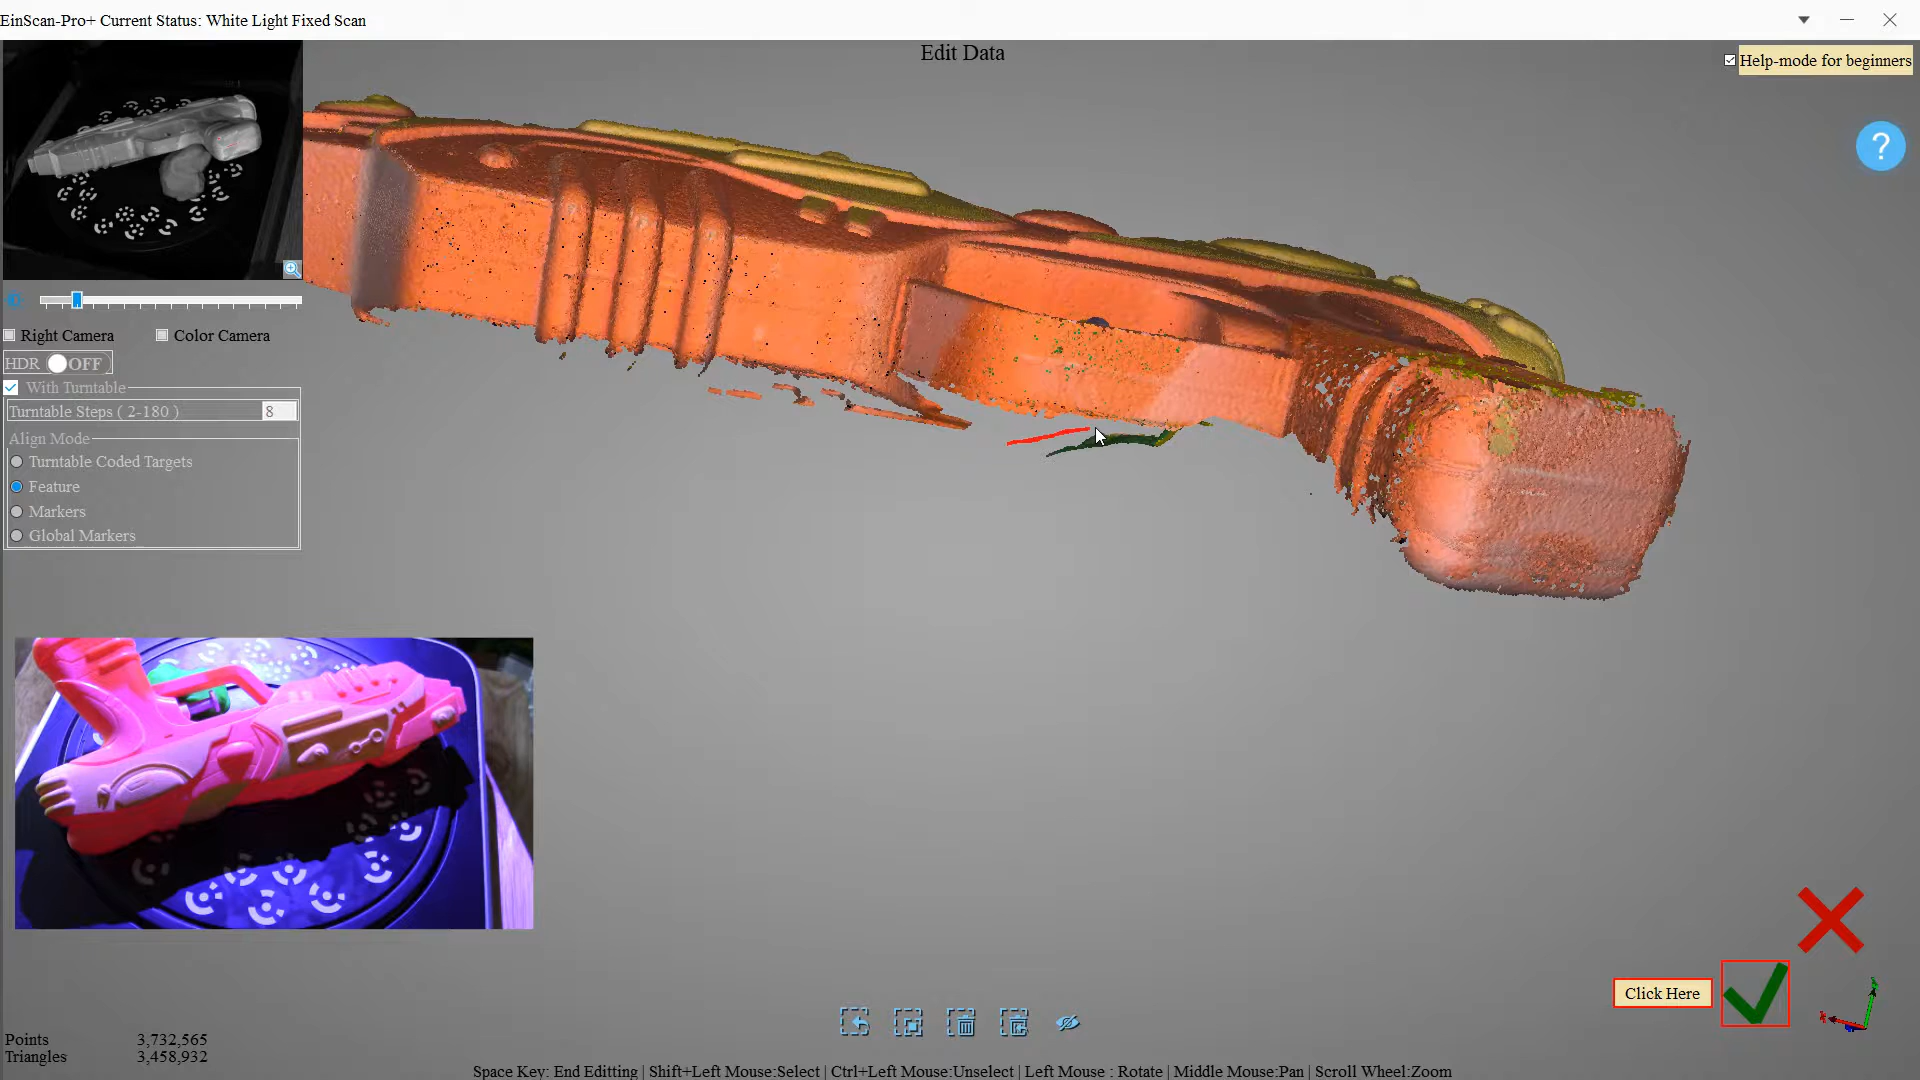 EinScan-Pro+ Current Status: White Light Fixed Scan
Edit Data
Help-mode for beginners
?
Right Camera
Color Camera
HDR OFF
With Turntable
Turntable Steps ( 2-180 ) 8
Align Mode
Turntable Coded Targets
Feature
Markers
Global Markers
Click Here
Points 3,732,565
Triangles 3,458,932
Space Key: End Editting | Shift+Left Mouse:Select | Ctrl+Left Mouse:Unselect | Left Mouse : Rotate | Middle Mouse:Pan | Scroll Wheel:Zoom